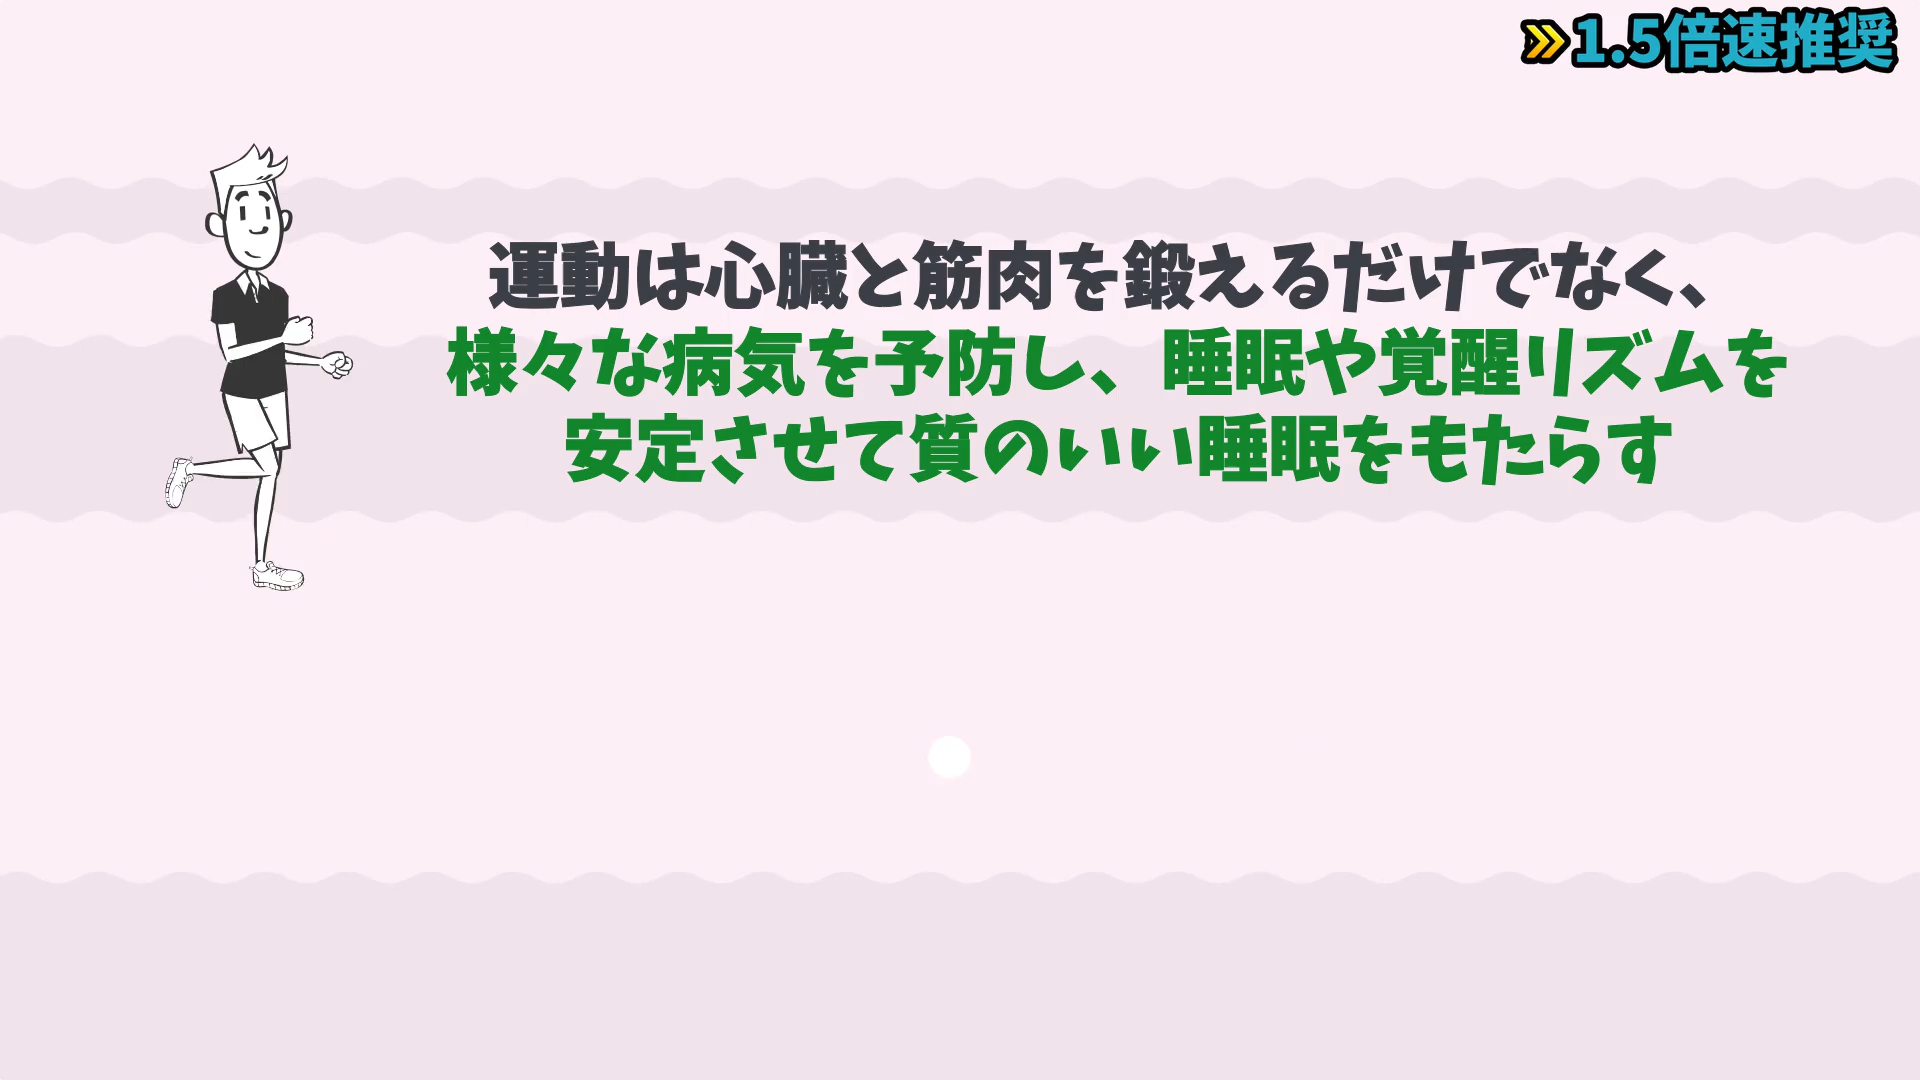 1.5倍速推奨
運動は心臓と筋肉を鍛えるだけでなく、
様々な病気を予防し、睡眠や覚醒リズムを
安定させて質のいい睡眠をもたらす